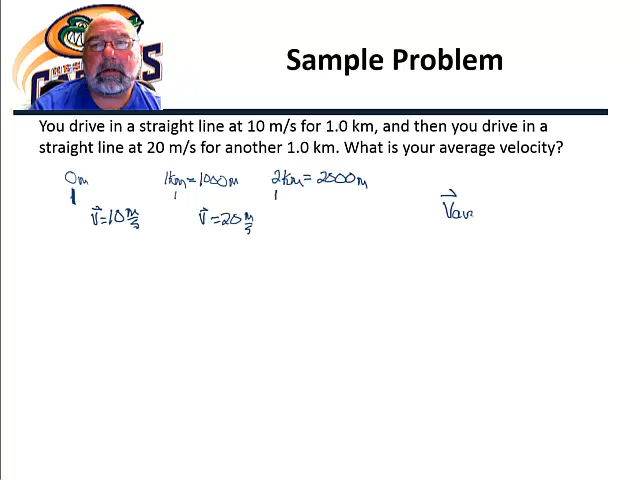 Sample Problem
You drive in a straight line at 10 m/s for 1.0 km, and then you drive in a
straight line at 20 m/s for another 1.0 km. What is your average velocity?
0m 1km = 1000m 2km = 2000m
v⃗ = 10 m/s v⃗ = 20 m/s v⃗av